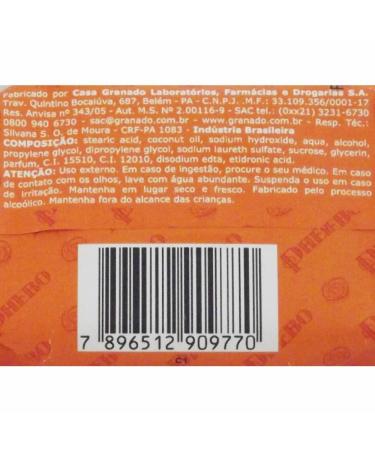 Fabricado por Casa Granado Laboratórios, Farmácias e Drogarias S.A.
Trav. Quintino Bocaiúva, 687, Belém - PA - C.N.P.J. .M.F.: 33.109.356/0001-17
Res. Anvisa nº 343/05 - Aut. M.S. Nº 2.00116-9 - SAC tel.: (0xx21) 3231-6730
0800 940 6730 - sac@granado.com.br - www.granado.com.br - Resp. Téc.:
Silvana S. O. de Moura - CRF-PA 1083 - Indústria Brasileira
COMPOSIÇÃO: stearic acid, coconut oil, sodium hydroxide, aqua, alcohol,
propylene glycol, dipropylene glycol, sodium laureth sulfate, sucrose, glycerin,
parfum, C.I. 15510, C.I. 12010, disodium edta, etidronic acid.
ATENÇÃO: Uso externo. Em caso de ingestão, procure o seu médico. Em caso
de contato com os olhos, lave com água abundante. Suspenda o uso em caso
de irritação. Mantenha em lugar seco e fresco. Fabricado pelo processo
alcoólico. Mantenha fora do alcance das crianças.
PHEBO
PHEBO
7 896512 909770